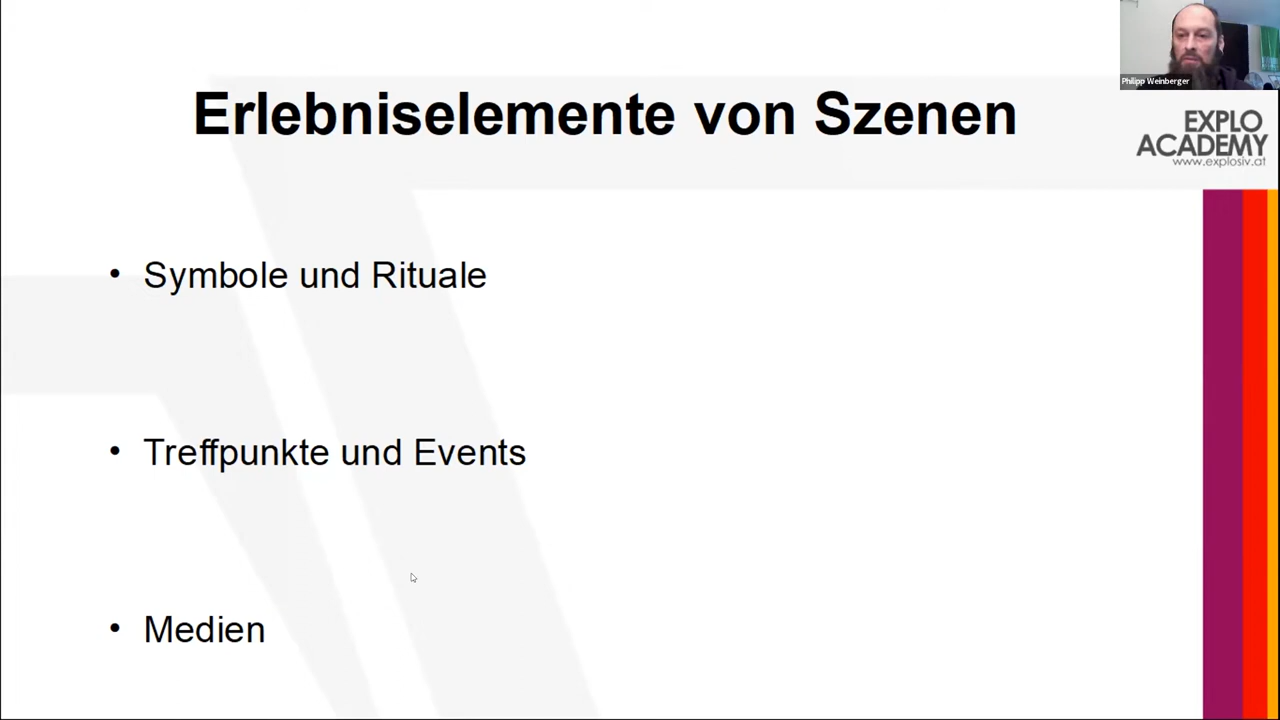 Philipp Weinberger
Erlebniselemente von Szenen
EXPLO
ACADEMY
www.explosiv.at
• Symbole und Rituale
• Treffpunkte und Events
• Medien